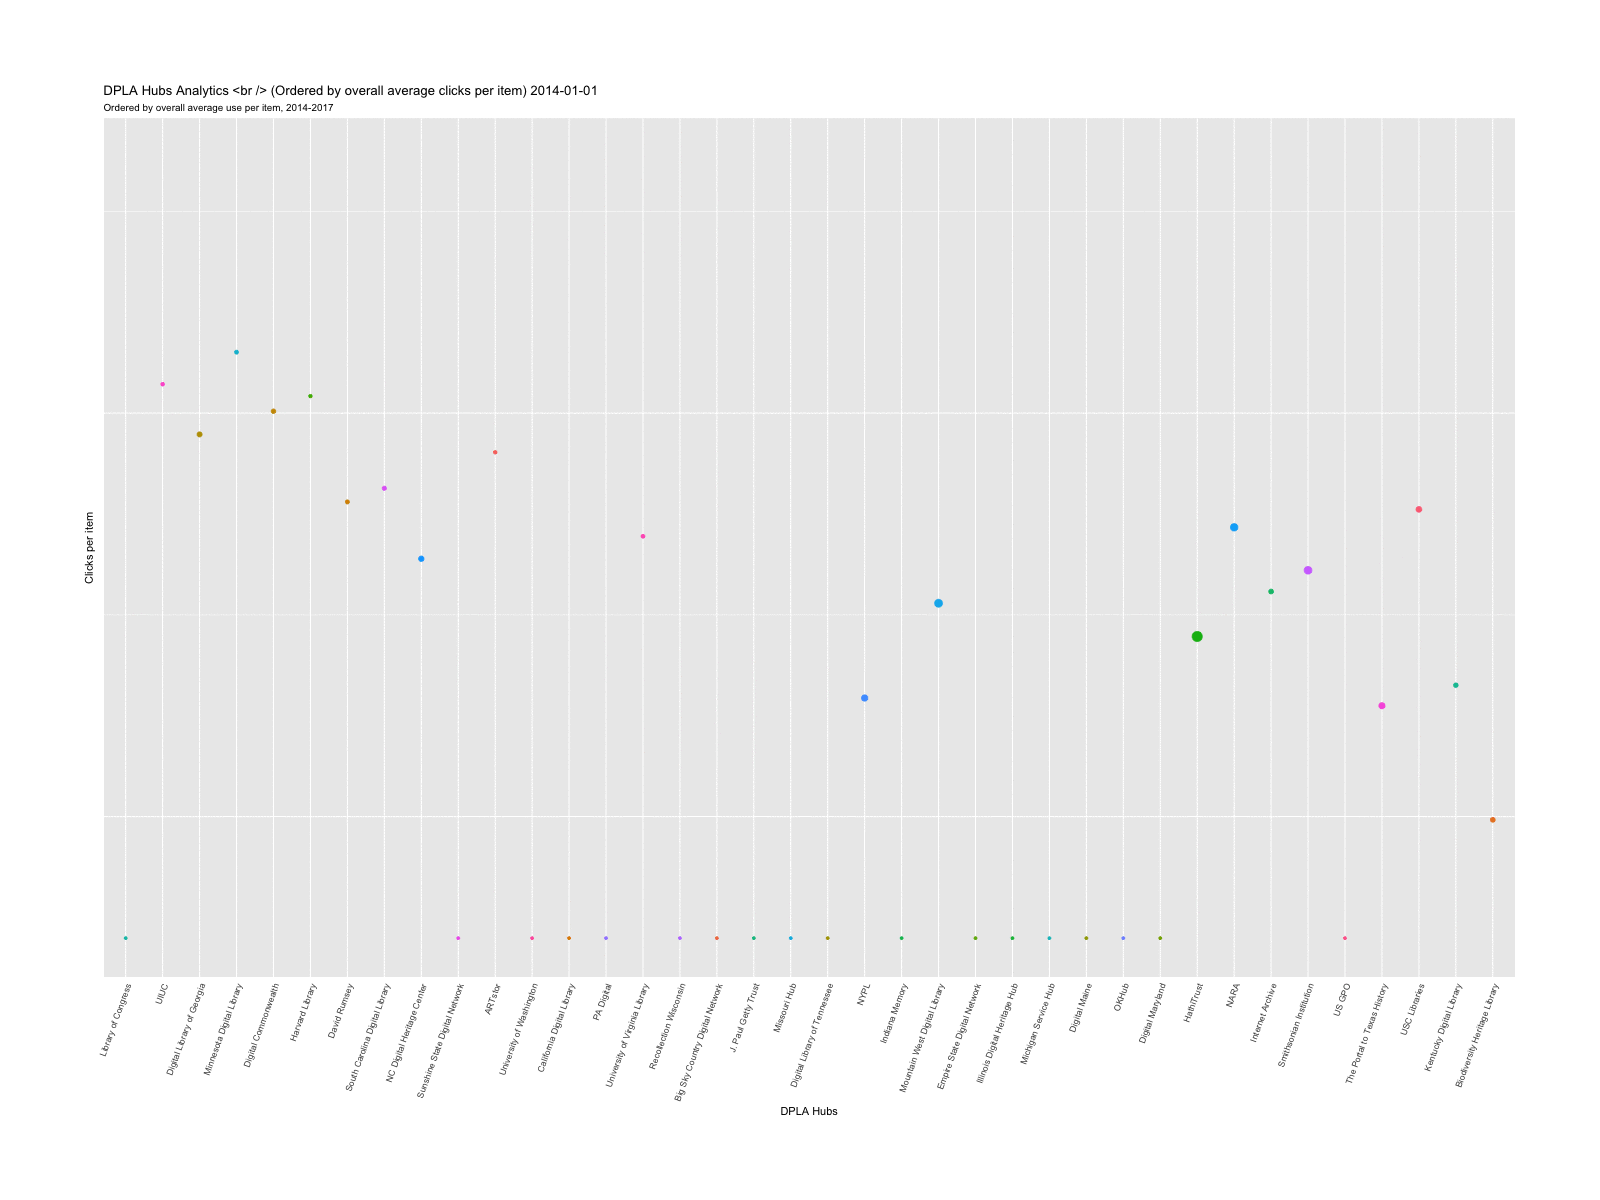 DPLA Hubs Analytics <br /> (Ordered by overall average clicks per item) 2014-01-01
Ordered by overall average use per item, 2014-2017
Clicks per item
Library of Congress
UIUC
Digital Library of Georgia
Minnesota Digital Library
Digital Commonwealth
Harvard Library
David Rumsey
South Carolina Digital Library
NC Digital Heritage Center
Sunshine State Digital Network
ARTstor
University of Washington
California Digital Library
PA Digital
University of Virginia Library
Recollection Wisconsin
Big Sky Country Digital Network
J. Paul Getty Trust
Missouri Hub
Digital Library of Tennessee
NYPL
Indiana Memory
Mountain West Digital Library
Empire State Digital Network
Illinois Digital Heritage Hub
Michigan Service Hub
Digital Maine
OKHub
Digital Maryland
HathiTrust
NARA
Internet Archive
Smithsonian Institution
US GPO
The Portal to Texas History
USC Libraries
Kentucky Digital Library
Biodiversity Heritage Library
DPLA Hubs